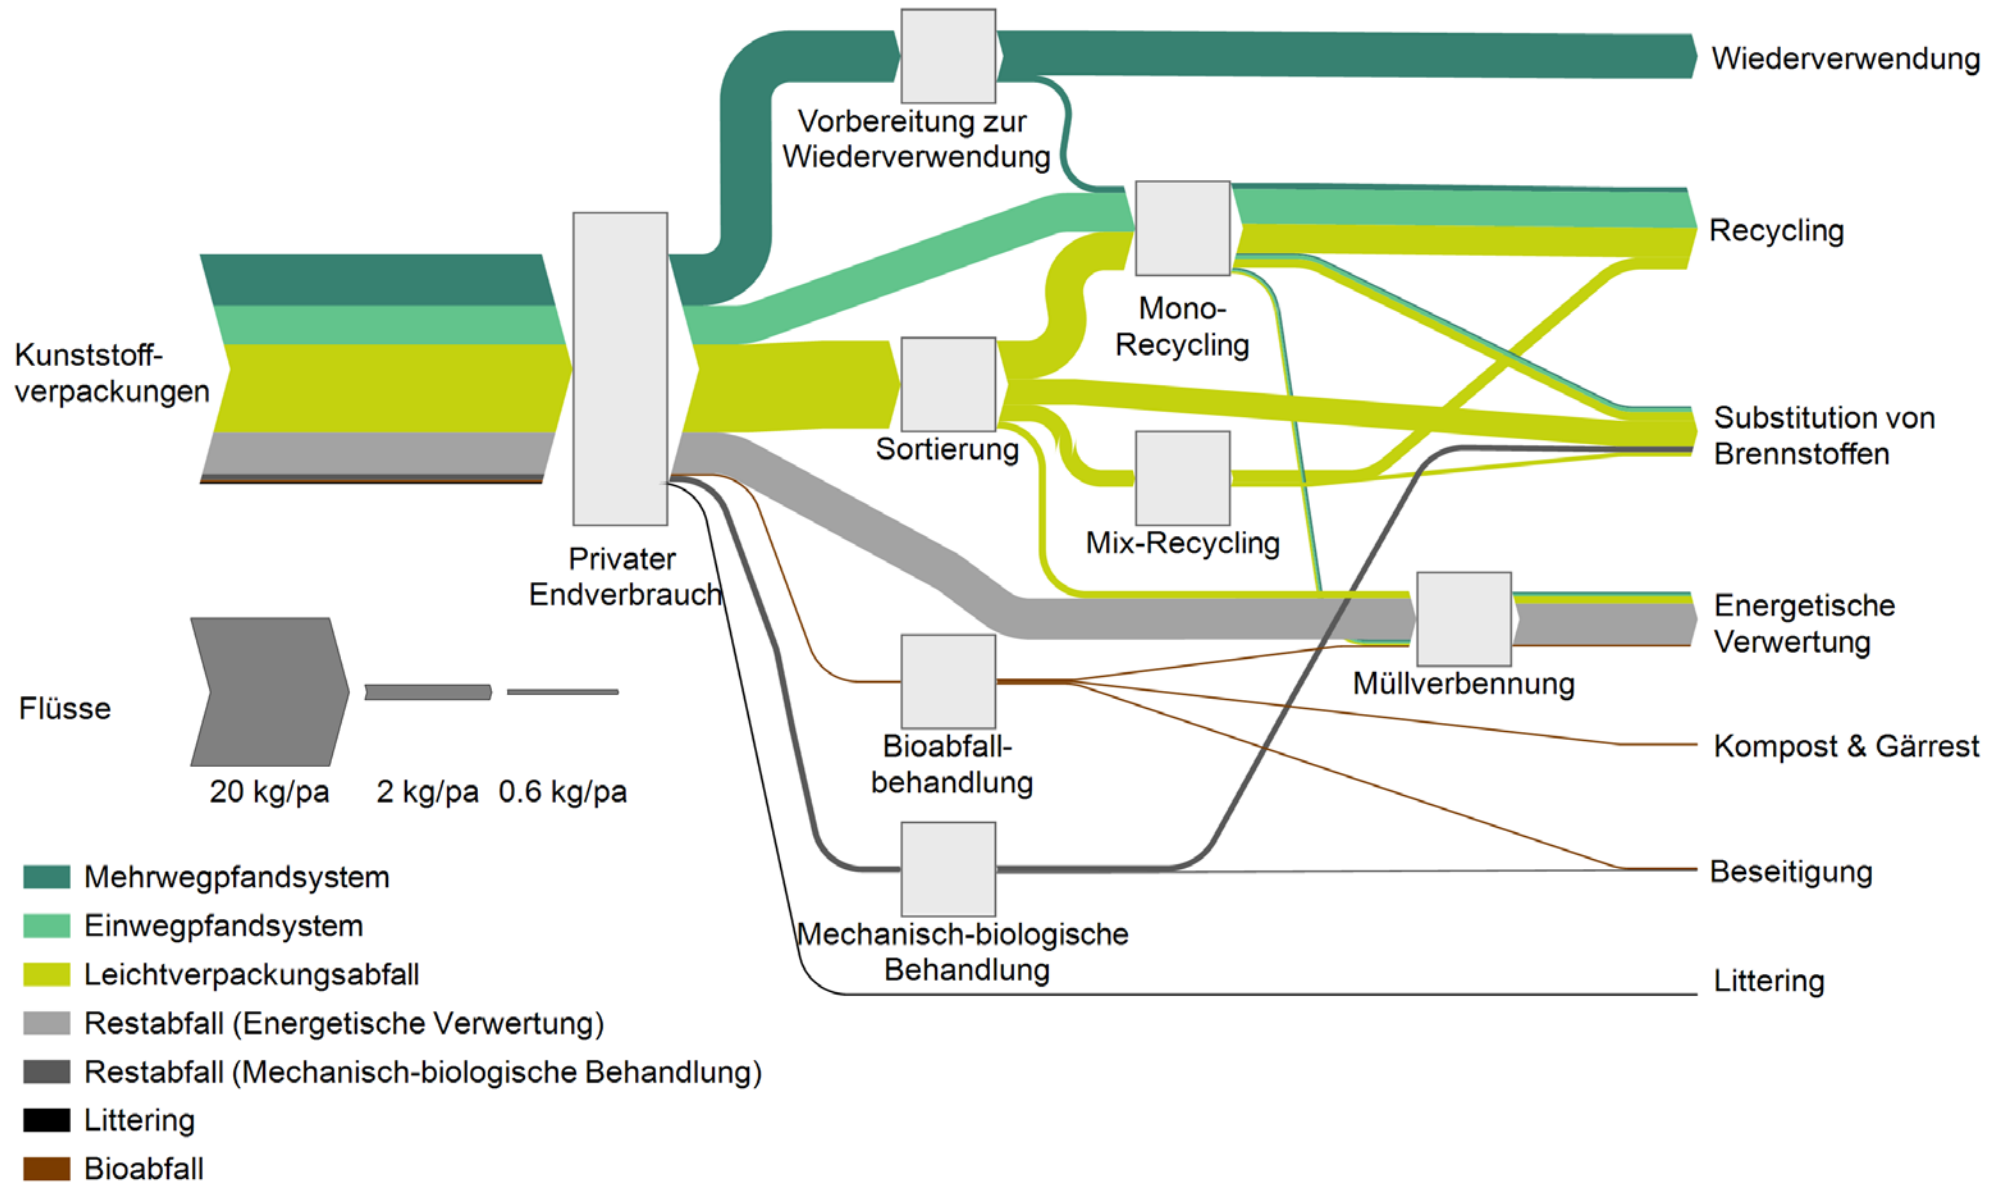 Wiederverwendung
Vorbereitung zur
Wiederverwendung
Recycling
Mono-
Recycling
Kunststoff-
verpackungen
Substitution von
Brennstoffen
Sortierung
Mix-Recycling
Privater
Endverbrauch
Energetische
Verwertung
Müllverbennung
Flüsse
20 kg/pa
2 kg/pa
0.6 kg/pa
Bioabfall-
behandlung
Kompost & Gärrest
Beseitigung
Mechanisch-biologische
Behandlung
Littering
Mehrwegpfandsystem
Einwegpfandsystem
Leichtverpackungsabfall
Restabfall (Energetische Verwertung)
Restabfall (Mechanisch-biologische Behandlung)
Littering
Bioabfall